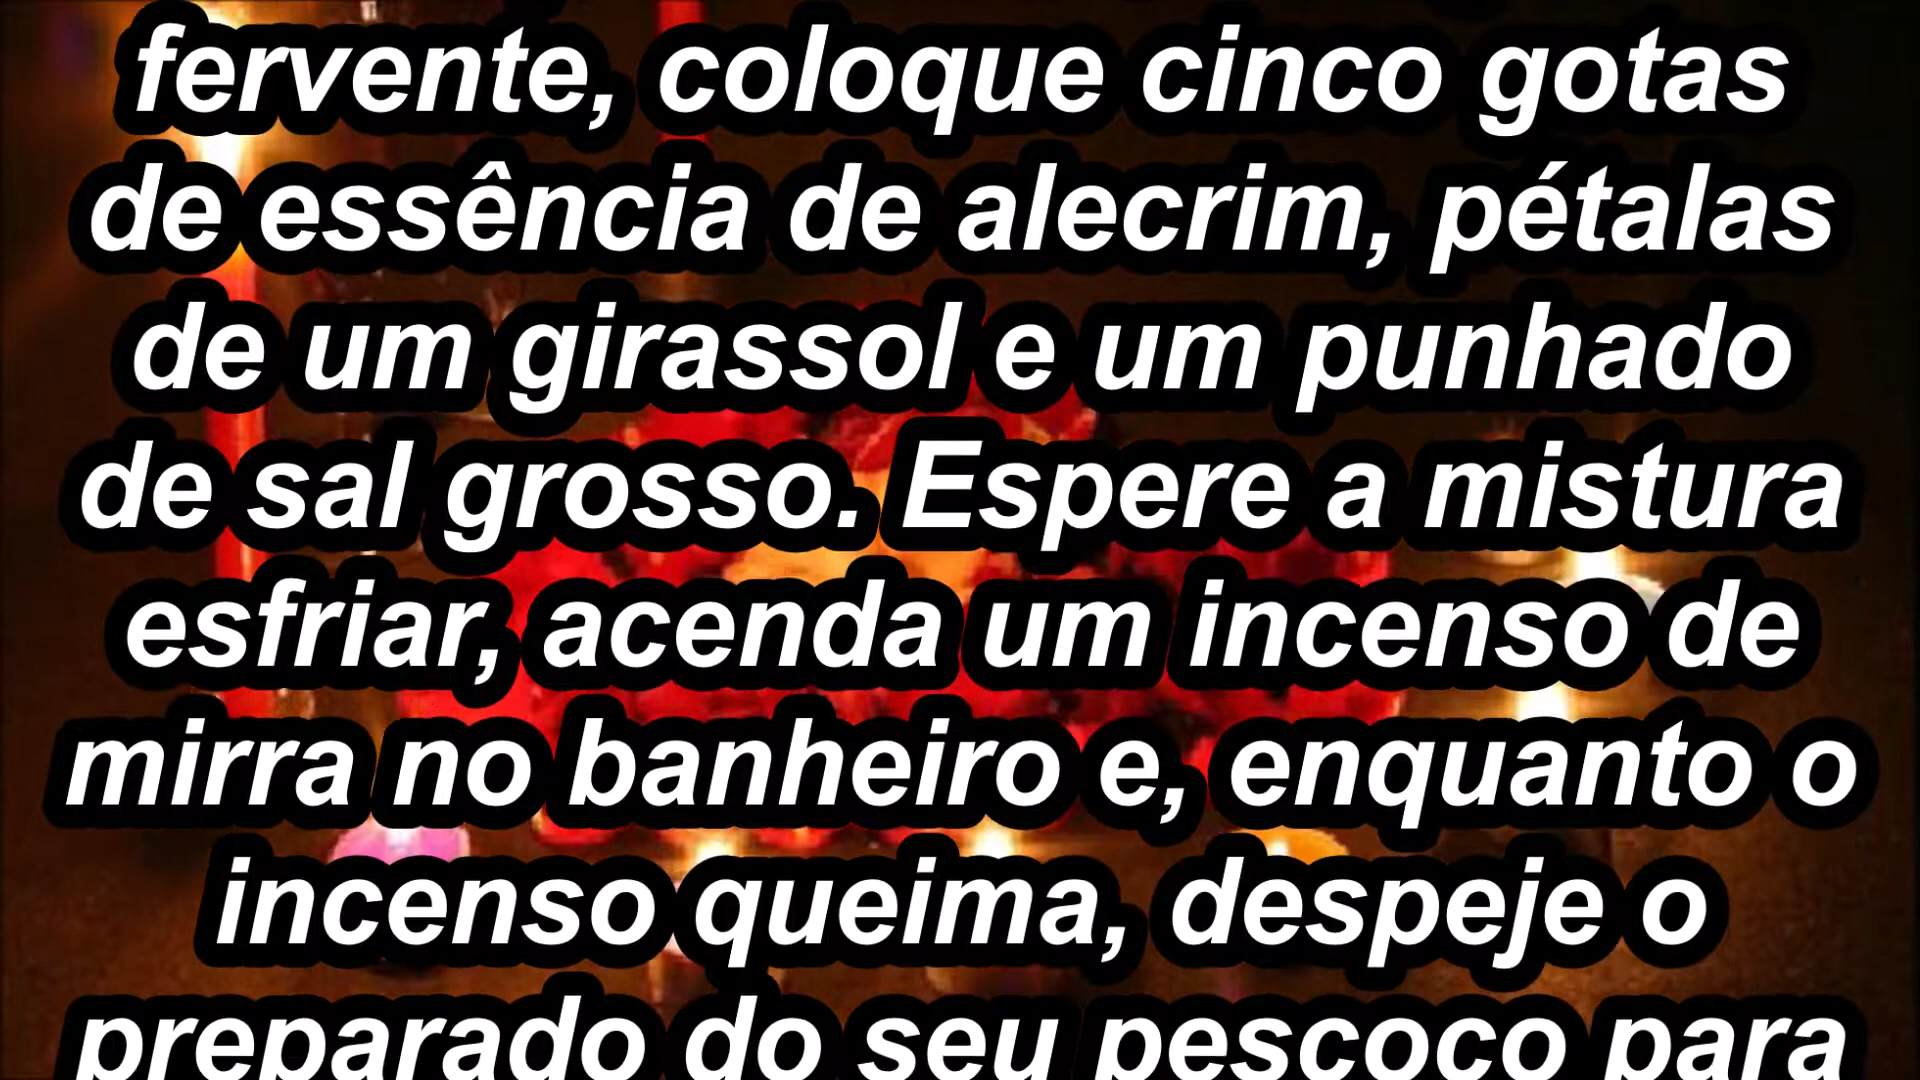 fervente, coloque cinco gotas
de essência de alecrim, pétalas
de um girassol e um punhado
de sal grosso. Espere a mistura
esfriar, acenda um incenso de
mirra no banheiro e, enquanto o
incenso queima, despeje o
preparado do seu pescoço para